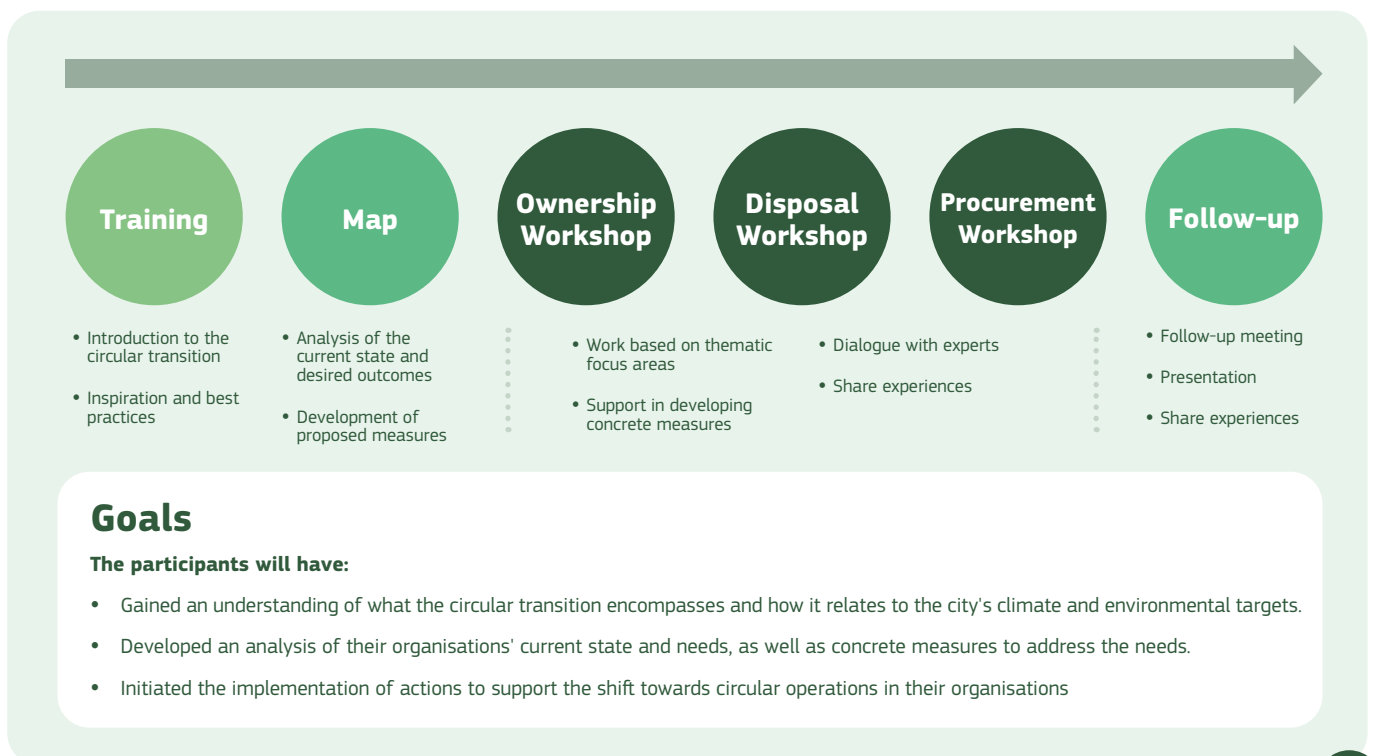 Training
Map
Ownership
Workshop
Disposal
Workshop
Procurement
Workshop
Follow-up
• Introduction to the
circular transition
• Inspiration and best
practices
• Analysis of the
current state and
desired outcomes
• Development of
proposed measures
• Work based on thematic
focus areas
• Support in developing
concrete measures
• Dialogue with experts
• Share experiences
• Follow-up meeting
• Presentation
• Share experiences
Goals
The participants will have:
• Gained an understanding of what the circular transition encompasses and how it relates to the city's climate and environmental targets.
• Developed an analysis of their organisations' current state and needs, as well as concrete measures to address the needs.
• Initiated the implementation of actions to support the shift towards circular operations in their organisations